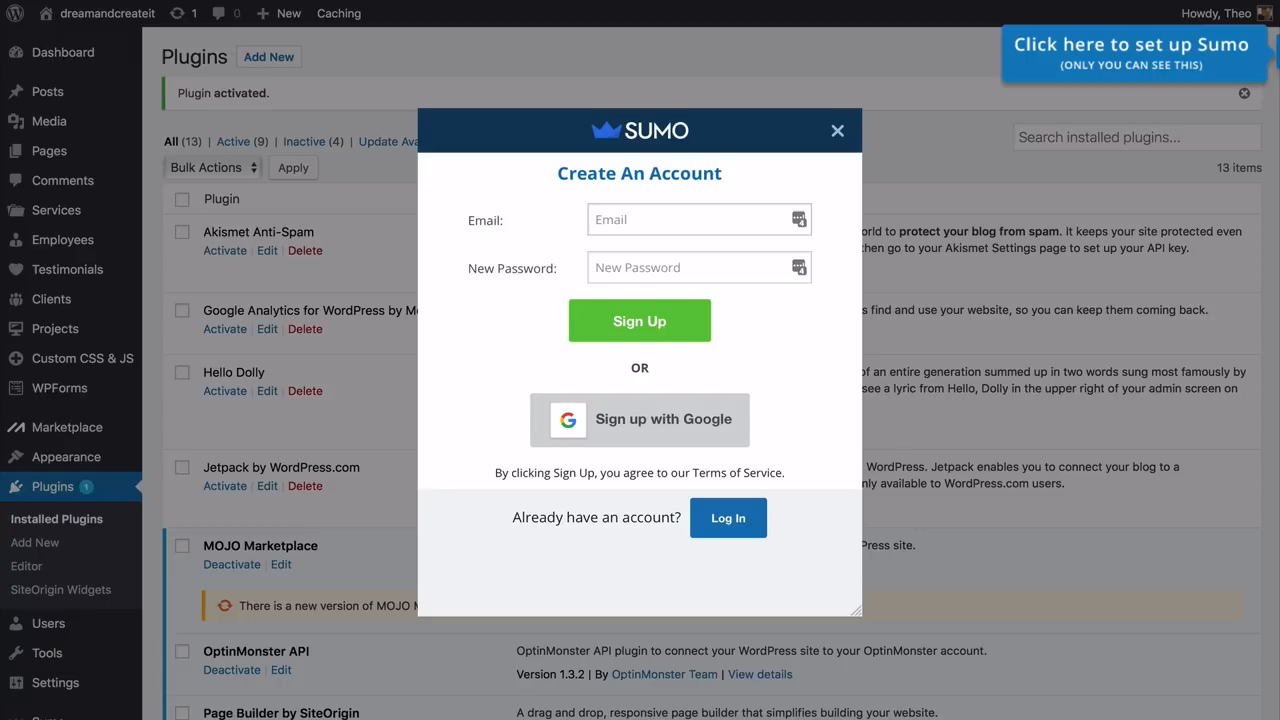 dreamandcreateit 1 0 New Caching Howdy, Theo
Click here to set up Sumo
(ONLY YOU CAN SEE THIS)
Dashboard
Posts
Media
Pages
Comments
Services
Employees
Testimonials
Clients
Projects
Custom CSS & JS
WPForms
Marketplace
Appearance
Plugins 1
Installed Plugins
Add New
Editor
SiteOrigin Widgets
Users
Tools
Settings
Plugins Add New
Plugin activated.
All (13) Active (9) | Inactive (4) | Update Ava
Search installed plugins...
Bulk Actions Apply
13 items
Plugin
Akismet Anti-Spam
Activate | Edit | Delete
orld to protect your blog from spam. It keeps your site protected even
then go to your Akismet Settings page to set up your API key.
Google Analytics for WordPress by M
Activate | Edit | Delete
s find and use your website, so you can keep them coming back.
Hello Dolly
Activate | Edit | Delete
of an entire generation summed up in two words sung most famously by
see a lyric from Hello, Dolly in the upper right of your admin screen on
Jetpack by WordPress.com
Activate | Edit | Delete
WordPress. Jetpack enables you to connect your blog to a
nly available to WordPress.com users.
MOJO Marketplace
Deactivate | Edit
Press site.
There is a new version of MOJO M
OptinMonster API
Deactivate | Edit
OptinMonster API plugin to connect your WordPress site to your OptinMonster account.
Version 1.3.2 | By OptinMonster Team | View details
Page Builder by SiteOrigin
A drag and drop, responsive page builder that simplifies building your website.
SUMO
Create An Account
Email: Email
New Password: New Password
Sign Up
OR
G Sign up with Google
By clicking Sign Up, you agree to our Terms of Service.
Already have an account? Log In